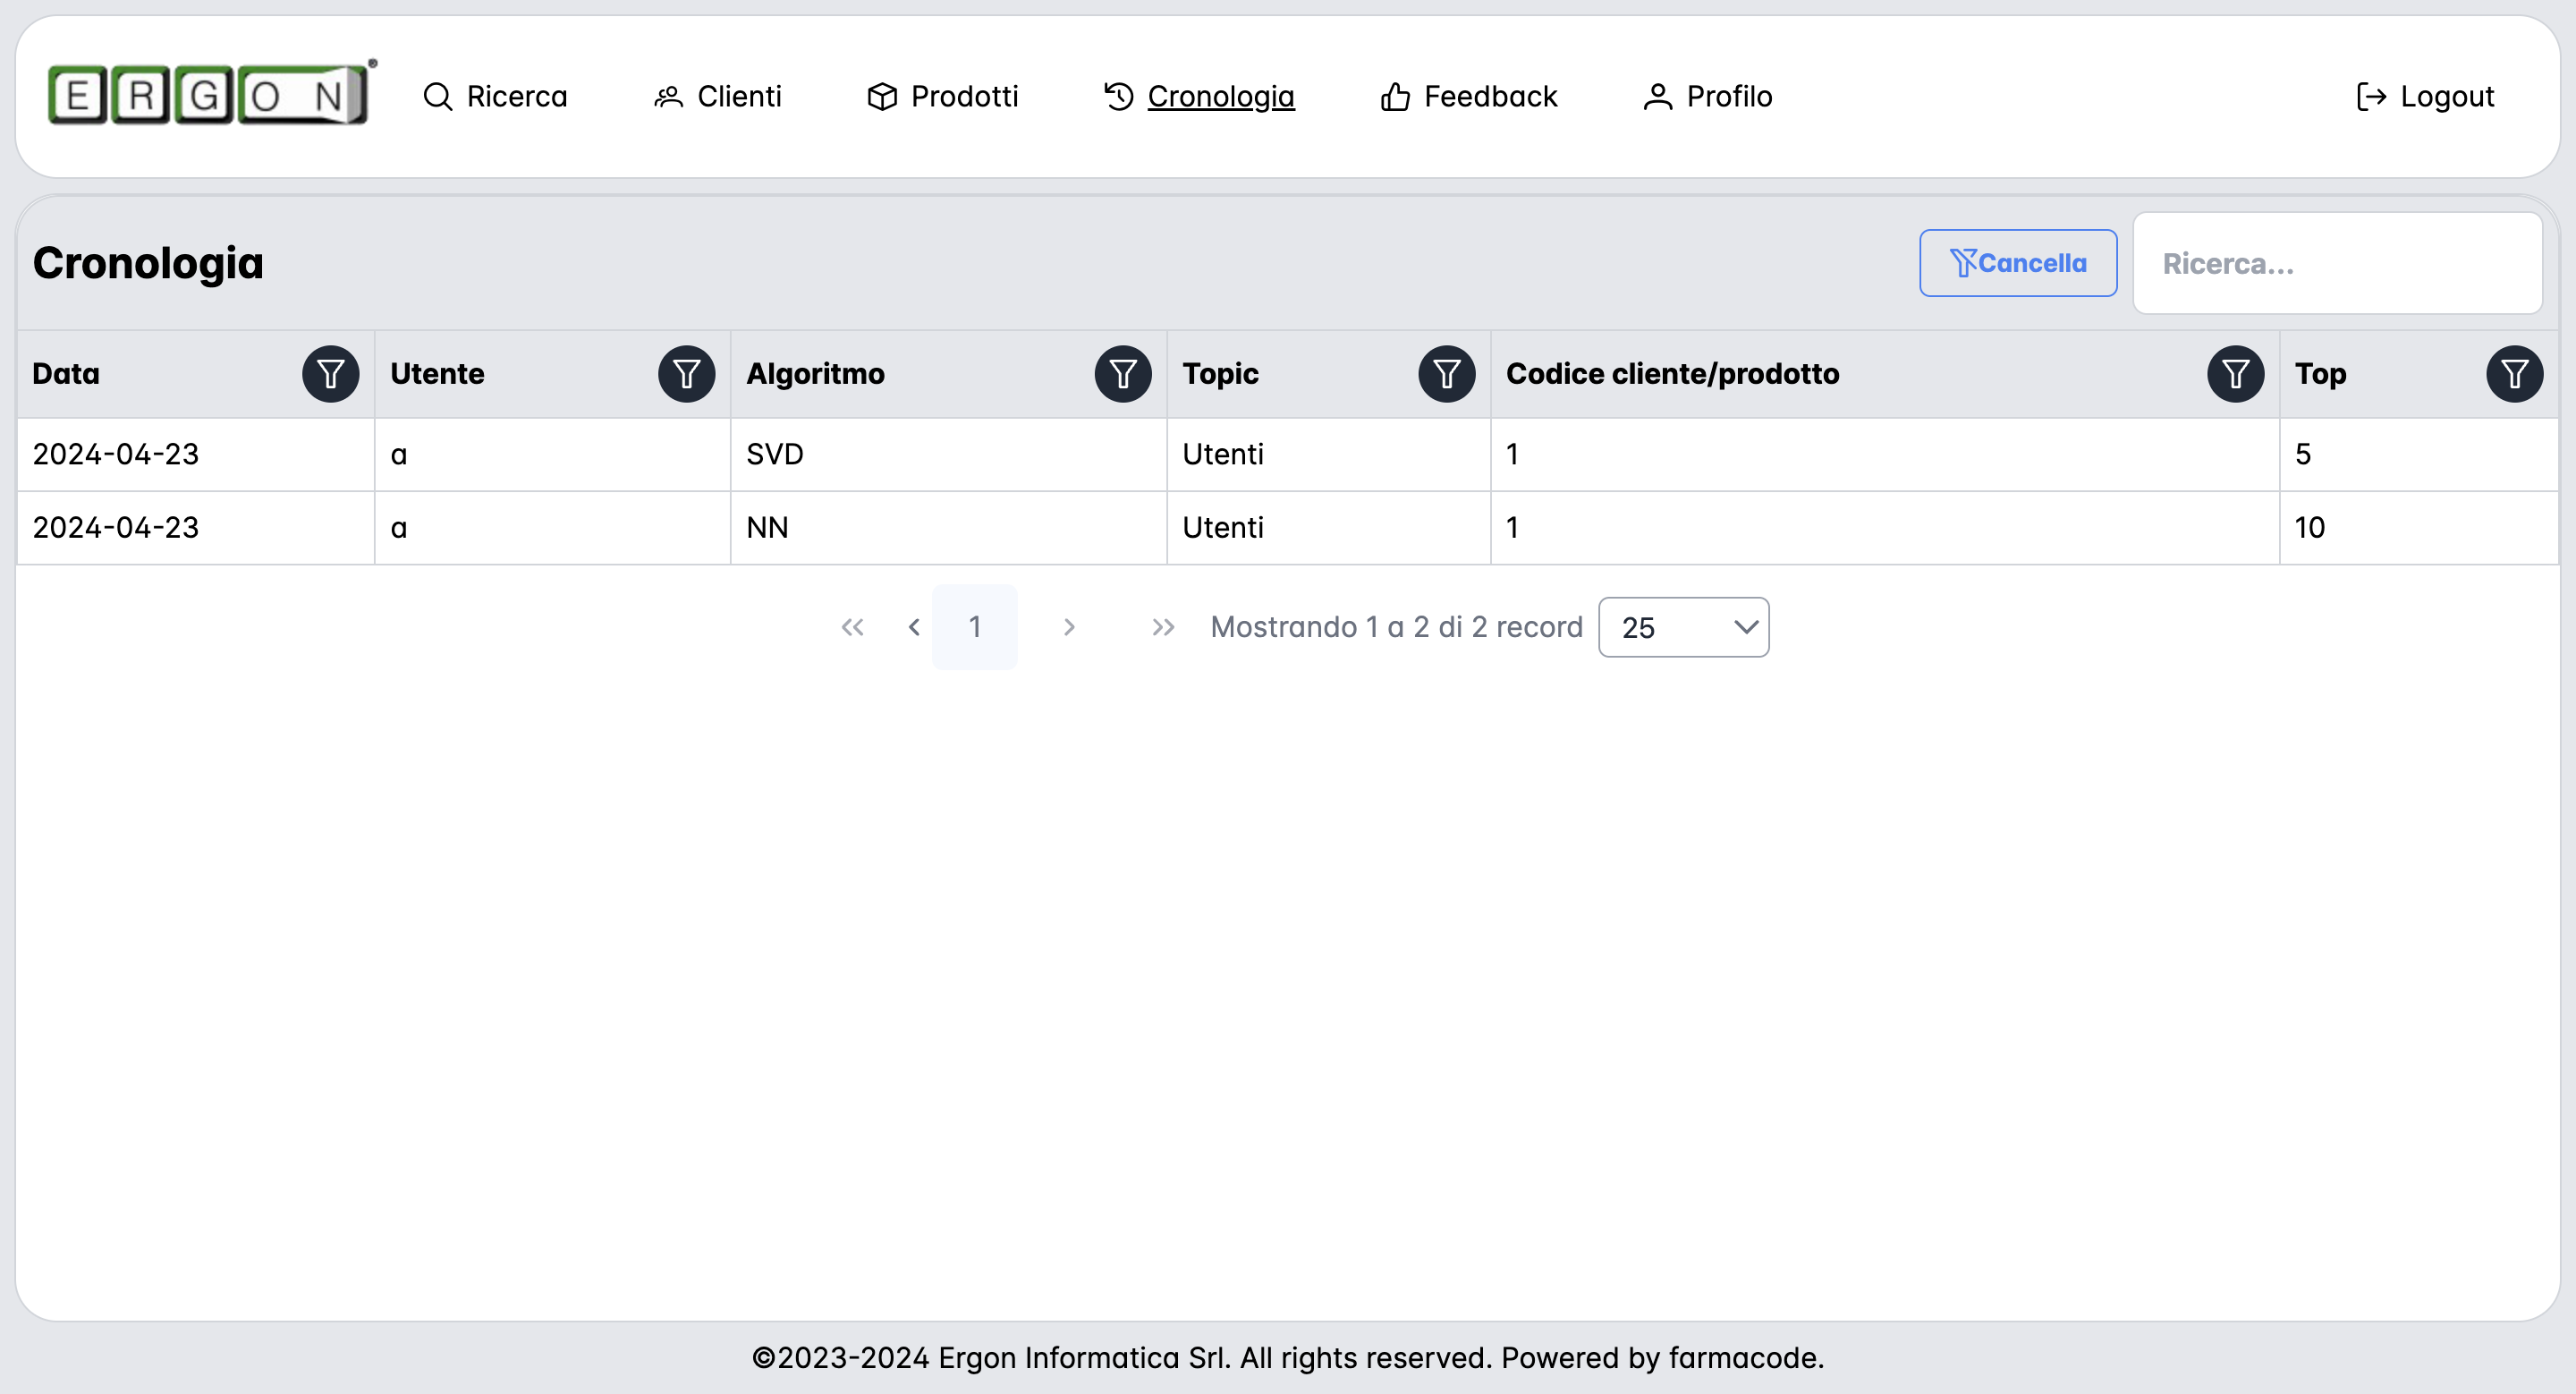 ERGON® Ricerca Clienti Prodotti Cronologia Feedback Profilo Logout
Cronologia Cancella Ricerca...
Data Utente Algoritmo Topic Codice cliente/prodotto Top
2024-04-23 a SVD Utenti 1 5
2024-04-23 a NN Utenti 1 10
1 Mostrando 1 a 2 di 2 record 25
©2023-2024 Ergon Informatica Srl. All rights reserved. Powered by farmacode.